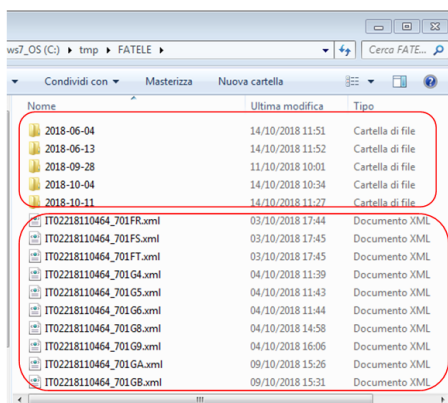 ws7_OS (C:) ▸ tmp ▸ FATELE ▸ Cerca FATE...
Condividi con Masterizza Nuova cartella
Nome Ultima modifica Tipo
2018-06-04 14/10/2018 11:51 Cartella di file
2018-06-13 14/10/2018 11:52 Cartella di file
2018-09-28 11/10/2018 10:01 Cartella di file
2018-10-04 14/10/2018 10:34 Cartella di file
2018-10-11 14/10/2018 11:27 Cartella di file
IT02218110464_701FR.xml 03/10/2018 17:44 Documento XML
IT02218110464_701FS.xml 03/10/2018 17:45 Documento XML
IT02218110464_701FT.xml 03/10/2018 17:45 Documento XML
IT02218110464_701G4.xml 04/10/2018 11:39 Documento XML
IT02218110464_701G5.xml 04/10/2018 11:43 Documento XML
IT02218110464_701G6.xml 04/10/2018 11:44 Documento XML
IT02218110464_701G8.xml 04/10/2018 14:58 Documento XML
IT02218110464_701G9.xml 04/10/2018 16:06 Documento XML
IT02218110464_701GA.xml 09/10/2018 15:26 Documento XML
IT02218110464_701GB.xml 09/10/2018 15:31 Documento XML